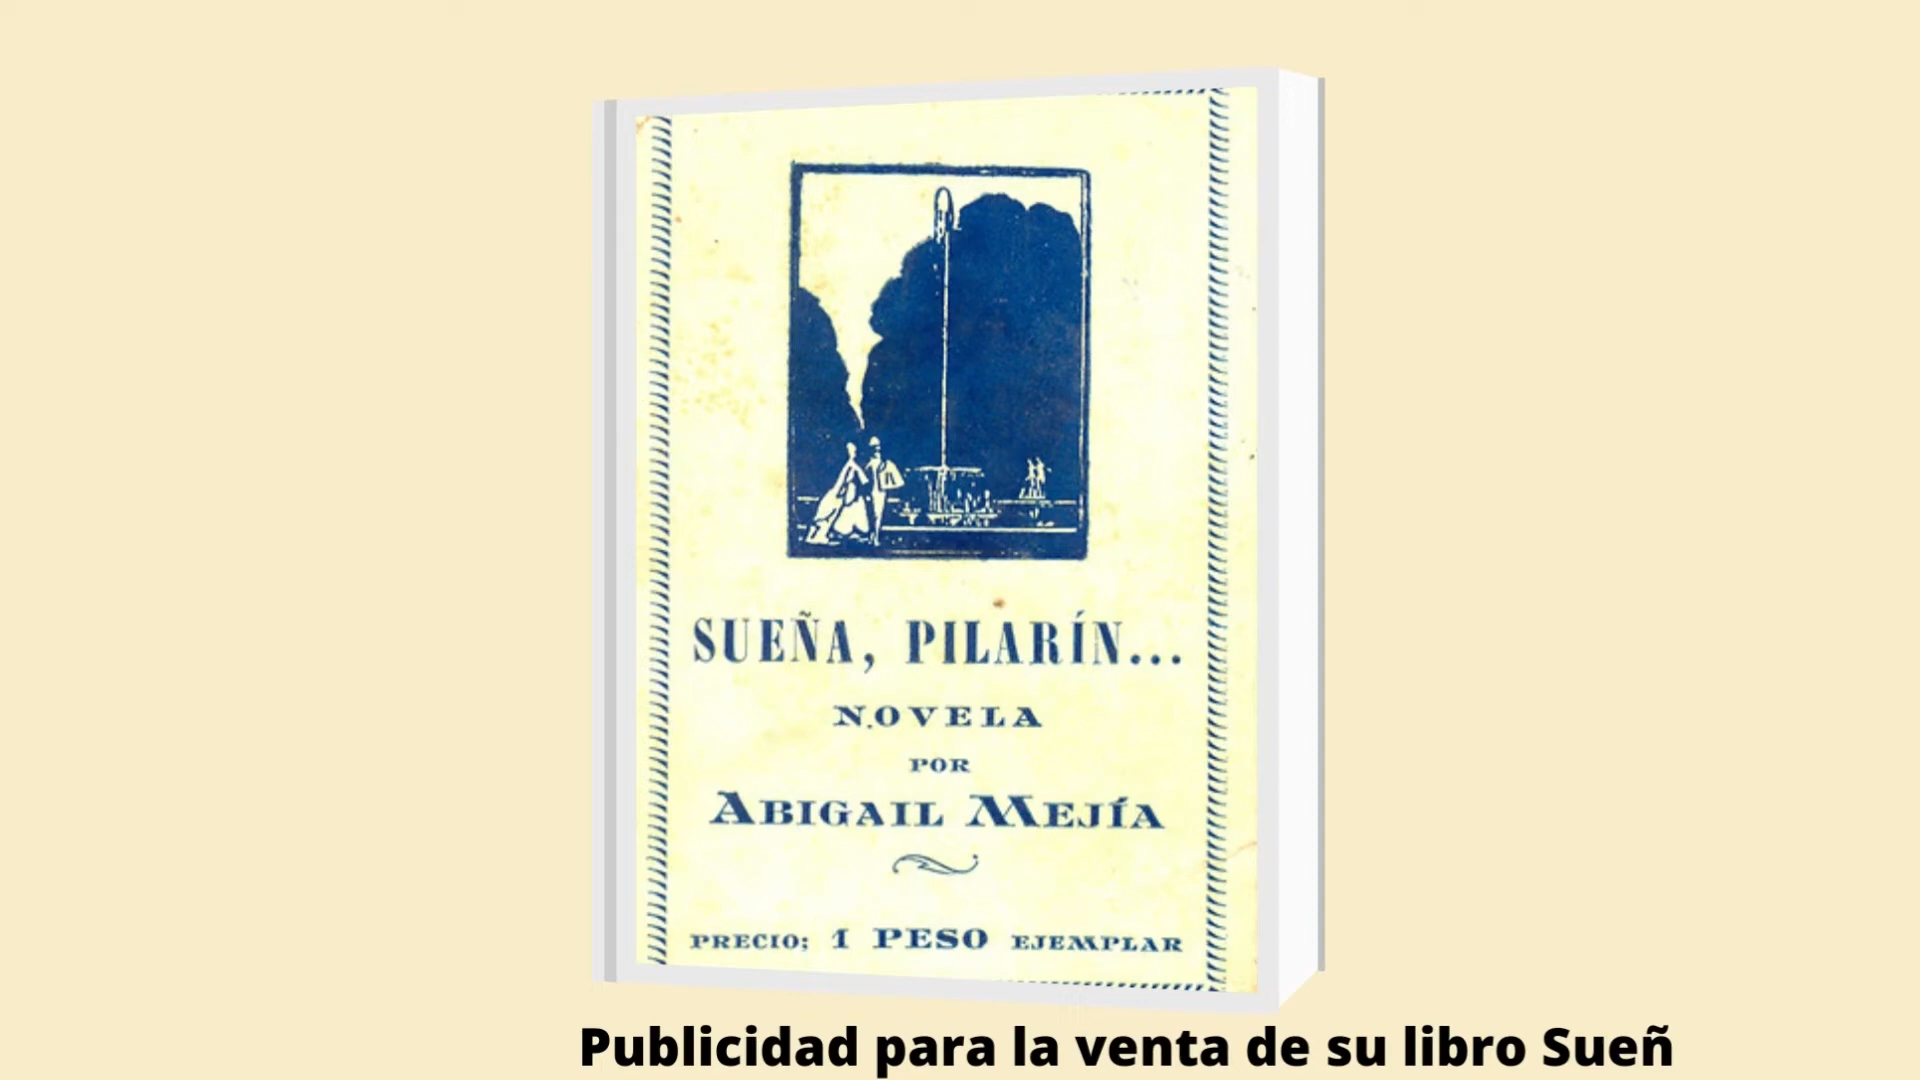 SUEÑA, PILARÍN...
NOVELA
POR
ABIGAIL MEJÍA
PRECIO; 1 PESO EJEMPLAR
Publicidad para la venta de su libro Sueñ